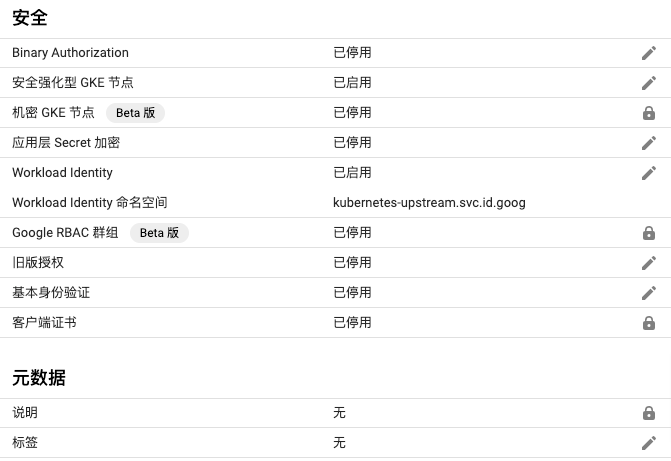 安全
Binary Authorization 已停用
安全强化型 GKE 节点 已启用
机密 GKE 节点 Beta 版 已停用
应用层 Secret 加密 已停用
Workload Identity 已启用
Workload Identity 命名空间 kubernetes-upstream.svc.id.goog
Google RBAC 群组 Beta 版 已停用
旧版授权 已停用
基本身份验证 已停用
客户端证书 已停用
元数据
说明 无
标签 无